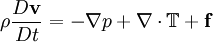 ρ Dv/Dt = −∇p + ∇ · 𝕋 + f